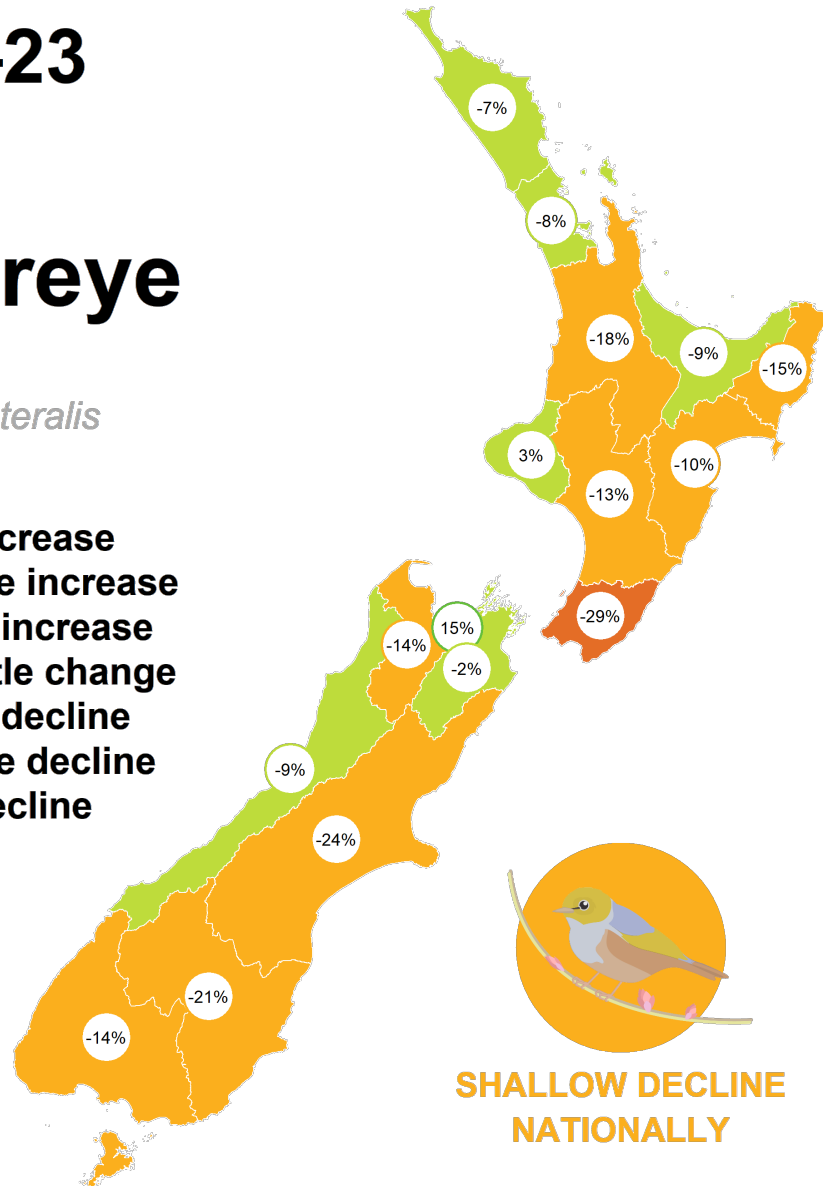 -23
reye
teralis
crease
e increase
increase
tle change
decline
e decline
ecline
-7%
-8%
-18%
-9%
-15%
3%
-10%
-13%
-29%
15%
-14%
-2%
-9%
-24%
-21%
-14%
SHALLOW DECLINE
NATIONALLY